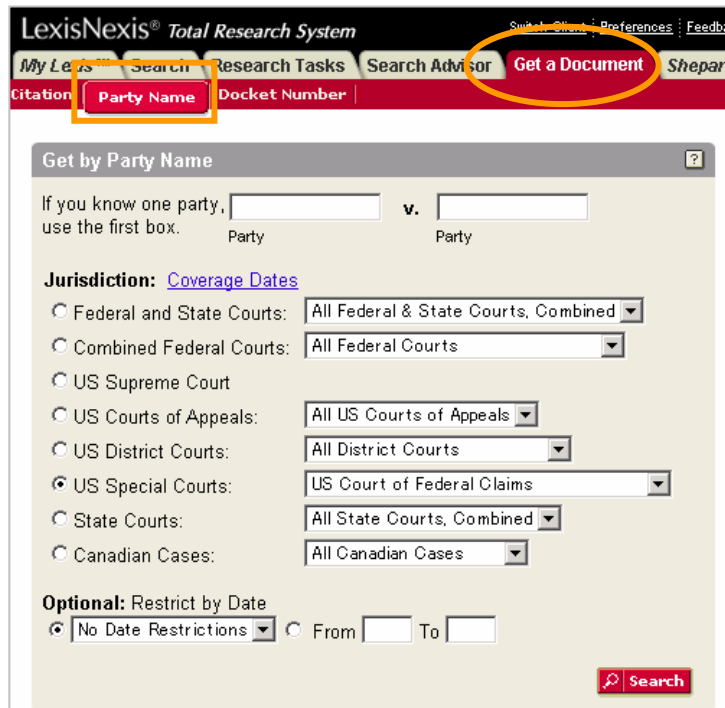 LexisNexis® Total Research System
Switch Client Preferences Feedb
My Lexis™ Search Research Tasks Search Advisor Get a Document Shepar
Citation Party Name Docket Number
Get by Party Name ?
If you know one party, v.
use the first box. Party Party
Jurisdiction: Coverage Dates
Federal and State Courts: All Federal & State Courts, Combined
Combined Federal Courts: All Federal Courts
US Supreme Court
US Courts of Appeals: All US Courts of Appeals
US District Courts: All District Courts
US Special Courts: US Court of Federal Claims
State Courts: All State Courts, Combined
Canadian Cases: All Canadian Cases
Optional: Restrict by Date
No Date Restrictions From To
Search